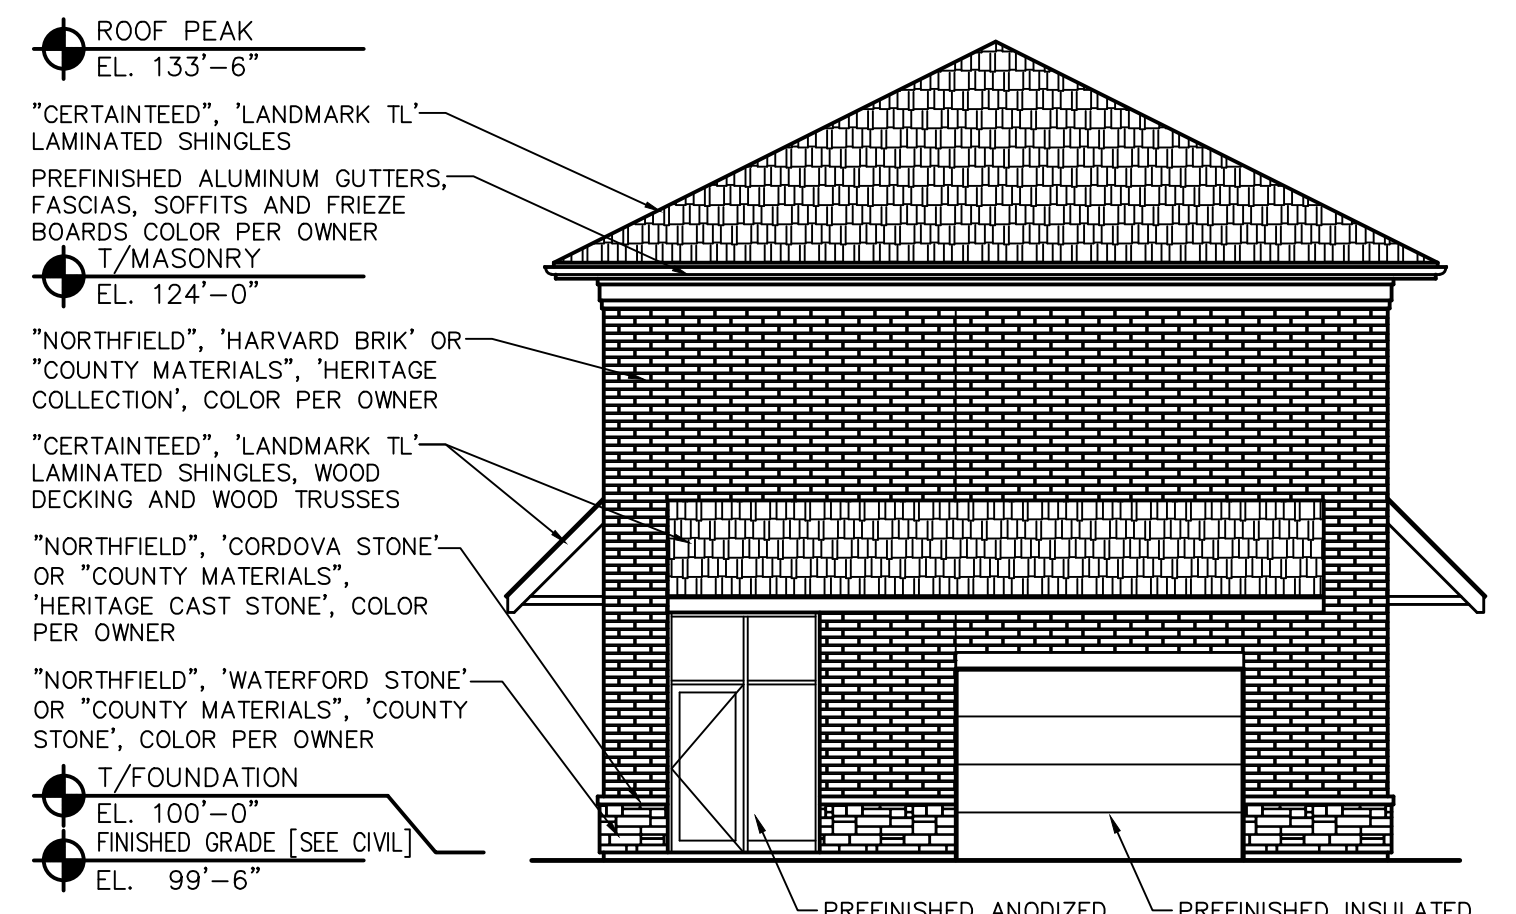 ROOF PEAK
EL. 133'-6"
"CERTAINTEED", 'LANDMARK TL'
LAMINATED SHINGLES
PREFINISHED ALUMINUM GUTTERS,
FASCIAS, SOFFITS AND FRIEZE
BOARDS COLOR PER OWNER
T/MASONRY
EL. 124'-0"
"NORTHFIELD", 'HARVARD BRIK' OR
"COUNTY MATERIALS", 'HERITAGE
COLLECTION', COLOR PER OWNER
"CERTAINTEED", 'LANDMARK TL'
LAMINATED SHINGLES, WOOD
DECKING AND WOOD TRUSSES
"NORTHFIELD", 'CORDOVA STONE'
OR "COUNTY MATERIALS",
'HERITAGE CAST STONE', COLOR
PER OWNER
"NORTHFIELD", 'WATERFORD STONE'
OR "COUNTY MATERIALS", 'COUNTY
STONE', COLOR PER OWNER
T/FOUNDATION
EL. 100'-0"
FINISHED GRADE [SEE CIVIL]
EL. 99'-6"
PREFINISHED ANODIZED
PREFINISHED INSULATED